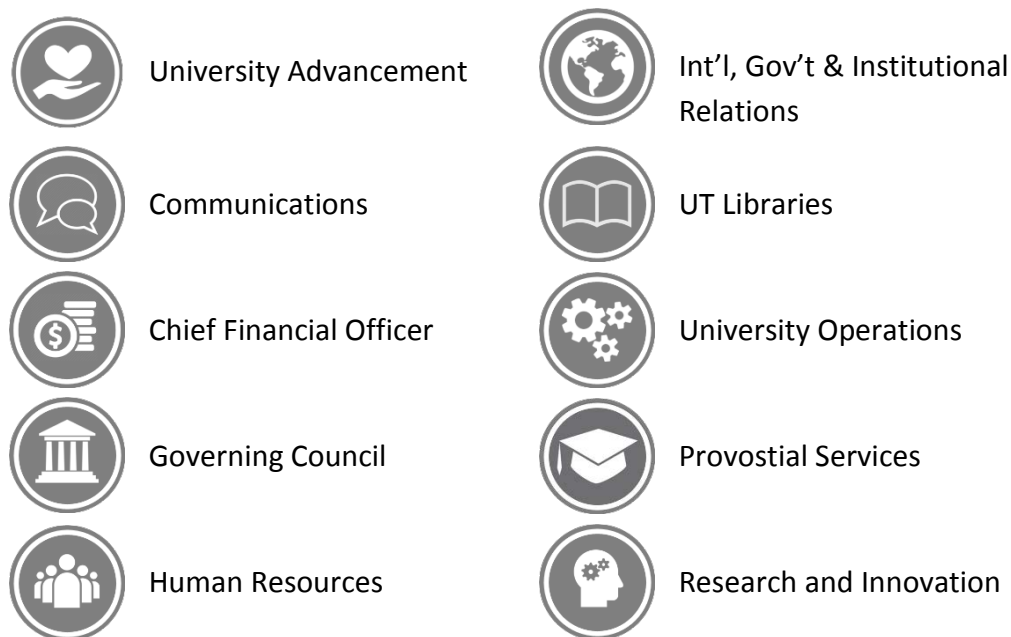 University Advancement
Int’l, Gov’t & Institutional
Relations
Communications
UT Libraries
$
Chief Financial Officer
University Operations
Governing Council
Provostial Services
Human Resources
Research and Innovation